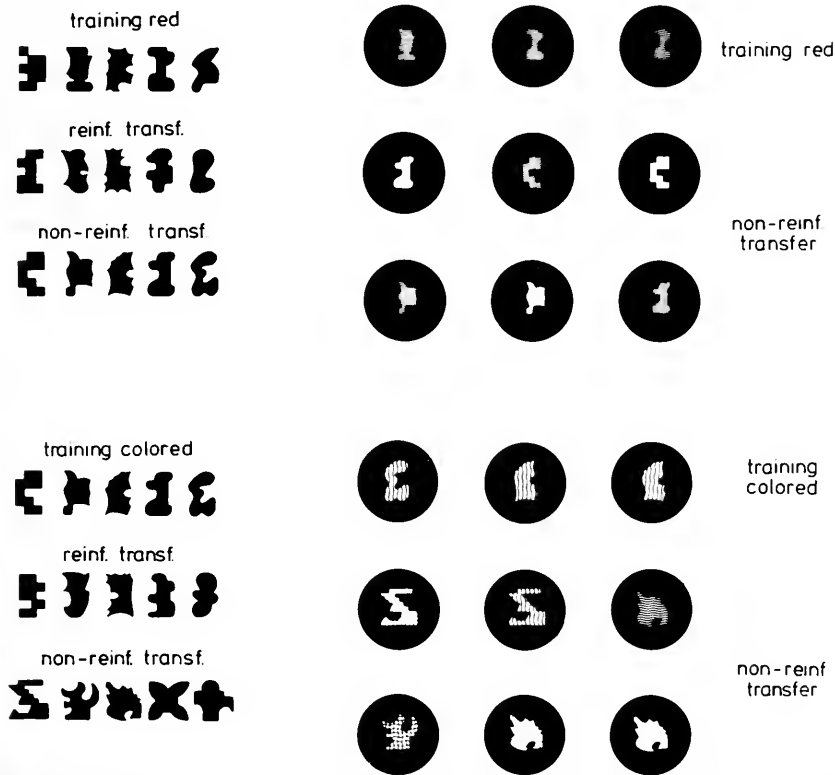 training red
training red
reinf. transf.
non-reinf. transf.
non-reinf.
transfer
training colored
training
colored
reinf. transf.
non-reinf. transf.
non-reinf
transfer